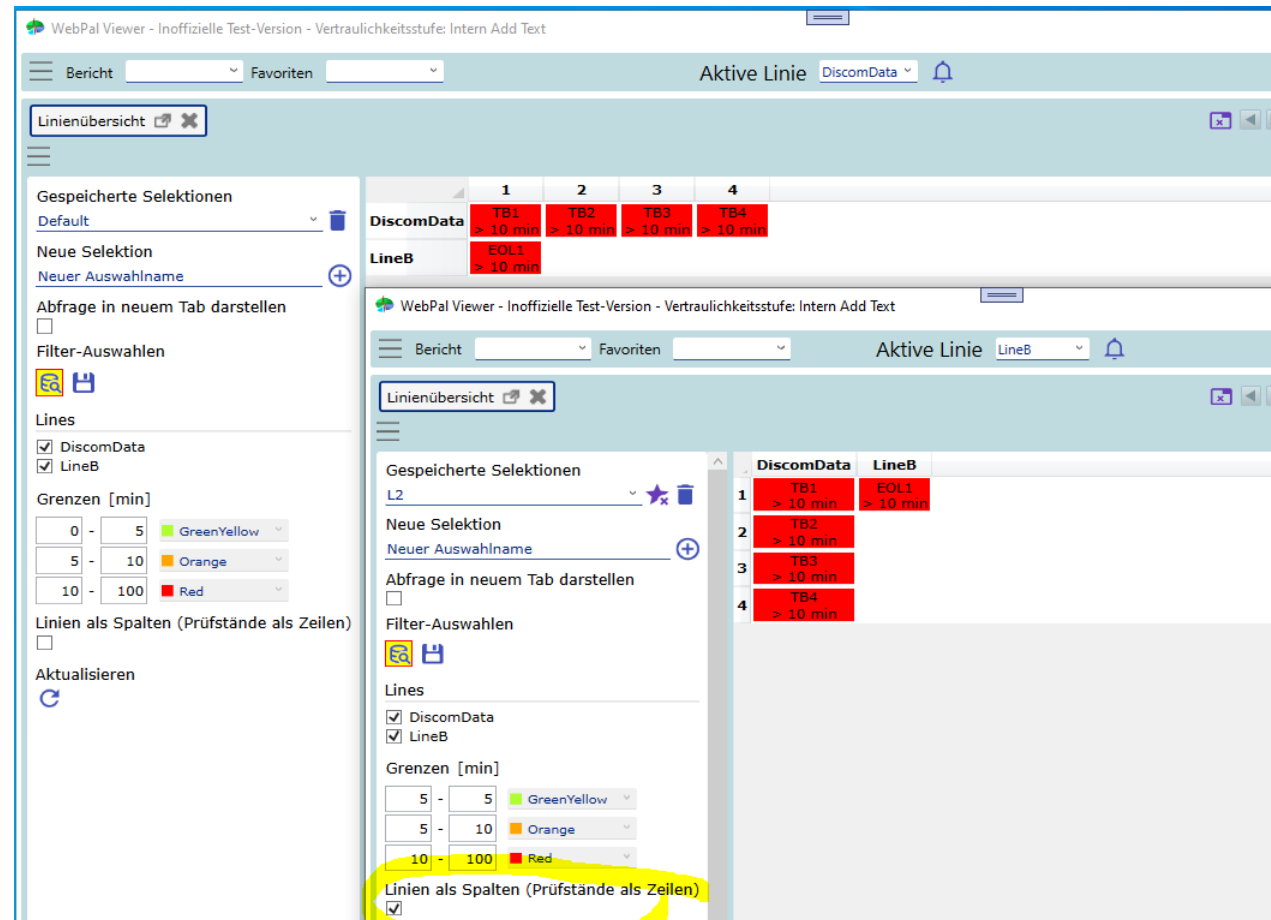 WebPal Viewer - Inoffizielle Test-Version - Vertraulichkeitsstufe: Intern Add Text
Bericht Favoriten Aktive Linie DiscomData
Linienübersicht
Gespeicherte Selektionen
Default
Neue Selektion
Neuer Auswahlname
Abfrage in neuem Tab darstellen
Filter-Auswahlen
Lines
DiscomData
LineB
Grenzen [min]
0 - 5 GreenYellow
5 - 10 Orange
10 - 100 Red
Linien als Spalten (Prüfstände als Zeilen)
Aktualisieren
1 2 3 4
DiscomData TB1 TB2 TB3 TB4
> 10 min > 10 min > 10 min > 10 min
LineB EOL1
> 10 min
WebPal Viewer - Inoffizielle Test-Version - Vertraulichkeitsstufe: Intern Add Text
Bericht Favoriten Aktive Linie LineB
Linienübersicht
Gespeicherte Selektionen
L2
Neue Selektion
Neuer Auswahlname
Abfrage in neuem Tab darstellen
Filter-Auswahlen
Lines
DiscomData
LineB
Grenzen [min]
5 - 5 GreenYellow
5 - 10 Orange
10 - 100 Red
Linien als Spalten (Prüfstände als Zeilen)
DiscomData LineB
1 TB1 EOL1
> 10 min > 10 min
2 TB2
> 10 min
3 TB3
> 10 min
4 TB4
> 10 min